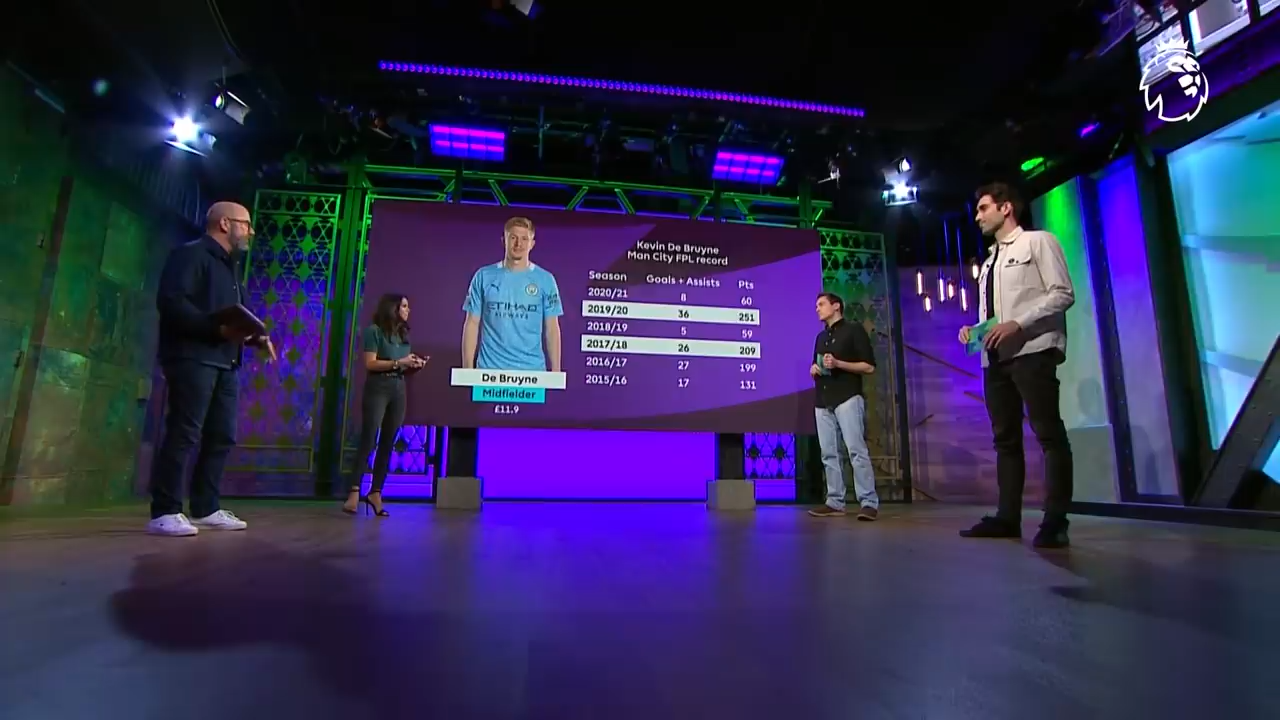 Kevin De Bruyne
Man City FPL record
Season Goals + Assists Pts
2020/21 8 60
2019/20 36 251
2018/19 5 59
2017/18 26 209
2016/17 27 199
2015/16 17 131
ETIHAD
AIRWAYS
De Bruyne
Midfielder
£11.9